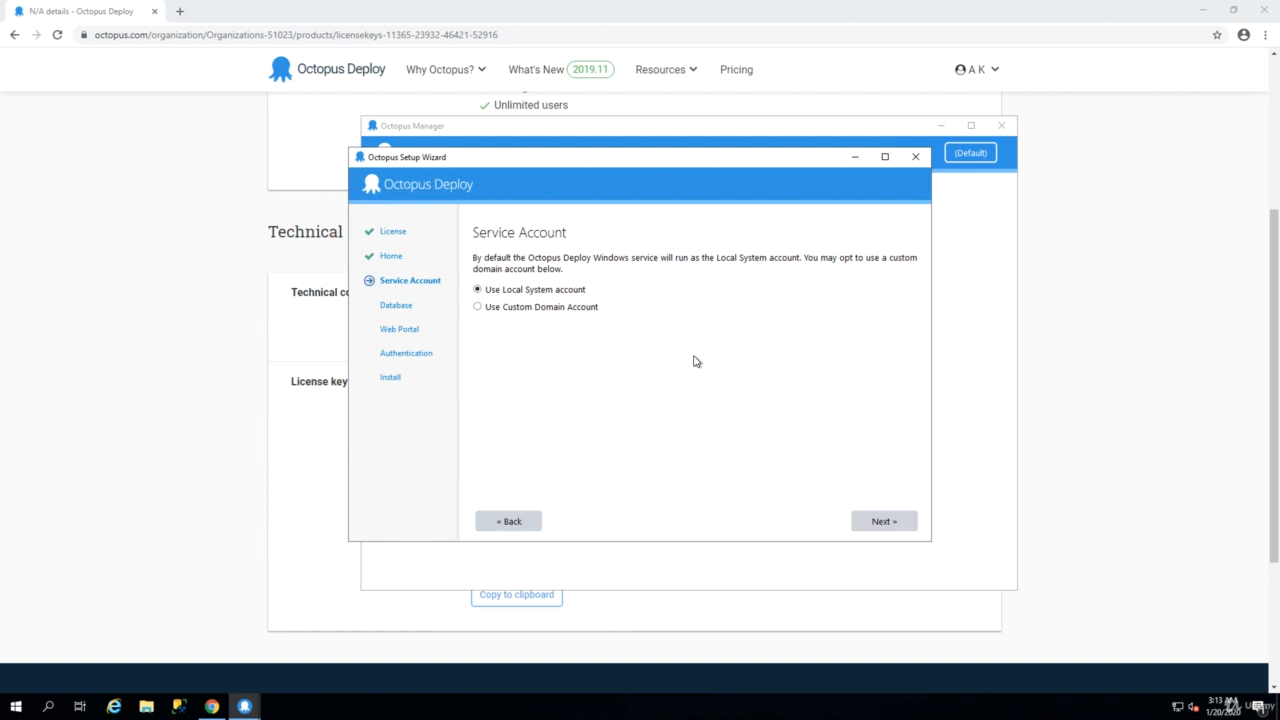 N/A details - Octopus Deploy
octopus.com/organization/Organizations-51023/products/licensekeys-11365-23932-46421-52916
Octopus Deploy
Why Octopus?
What's New
2019.11
Resources
Pricing
A K
Unlimited users
Octopus Manager
(Default)
Octopus Setup Wizard
Octopus Deploy
Technical
Technical co
License key
License
Home
Service Account
Database
Web Portal
Authentication
Install
Service Account
By default the Octopus Deploy Windows service will run as the Local System account. You may opt to use a custom
domain account below.
Use Local System account
Use Custom Domain Account
« Back
Next »
Copy to clipboard
3:13 AM
1/20/2020
Udemy